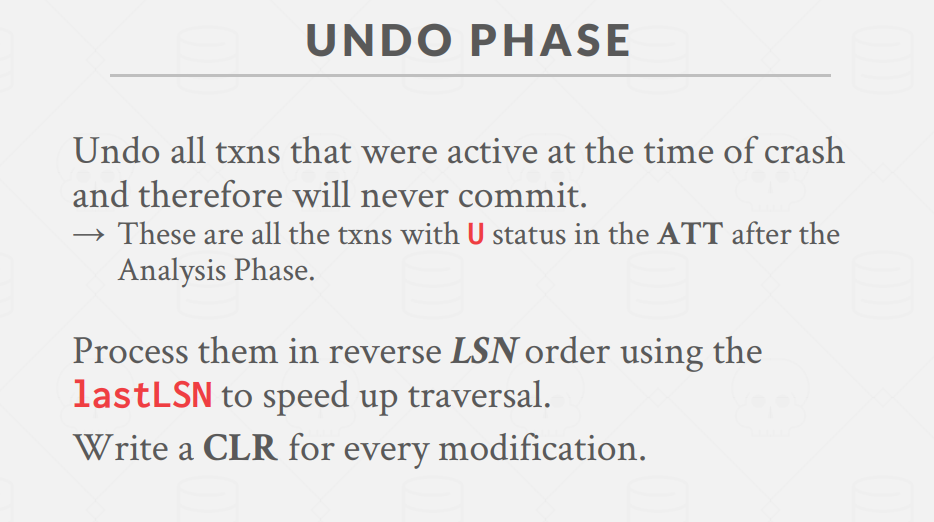 UNDO PHASE
Undo all txns that were active at the time of crash
and therefore will never commit.
→ These are all the txns with U status in the ATT after the
Analysis Phase.
Process them in reverse LSN order using the
lastLSN to speed up traversal.
Write a CLR for every modification.